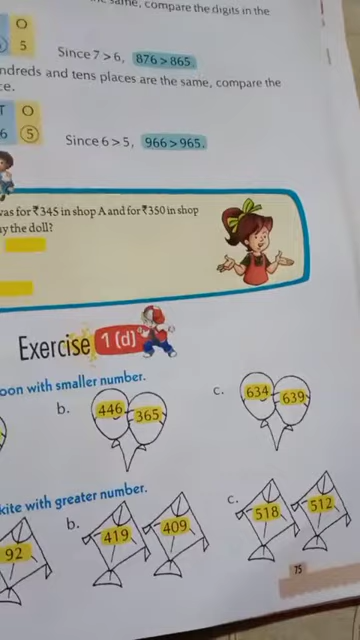 same, compare the digits in the
O
5
Since 7 > 6, 876 > 865
and tens places are the same, compare the
T O
6 5
Since 6 > 5, 966 > 965.
was for ₹345 in shop A and for ₹350 in shop
the doll?
Exercise 1 (d)
with smaller number.
b. 446 365
c. 634 639
kite with greater number.
92
b. 419 409
c. 518 512
75